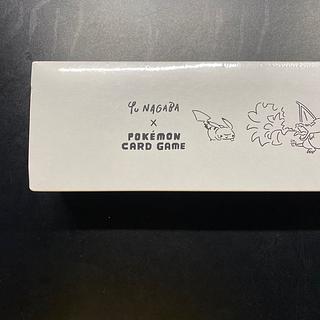 Yu NAGABA
×
POKÉMON
CARD GAME